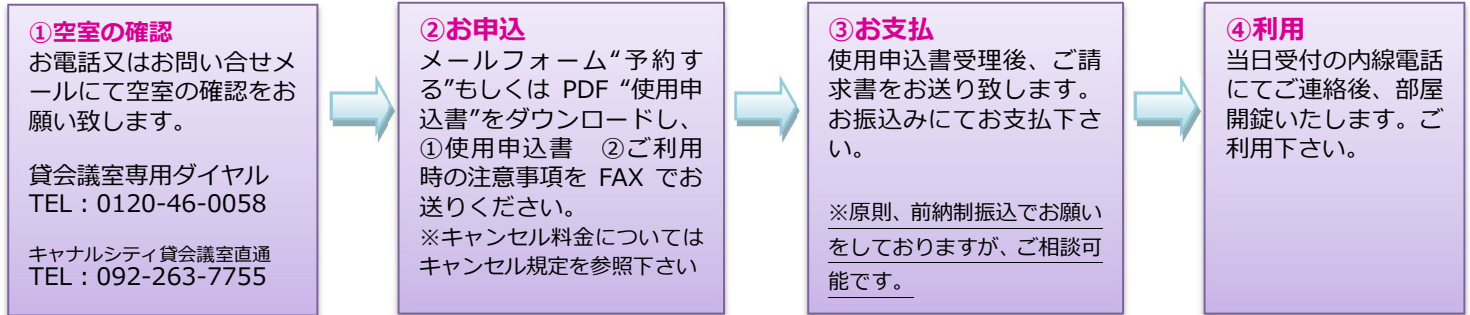 ①空室の確認
お電話又はお問い合せメ
ールにて空室の確認をお
願い致します。
貸会議室専用ダイヤル
TEL：0120-46-0058
キャナルシティ貸会議室直通
TEL：092-263-7755
②お申込
メールフォーム“予約す
る”もしくは PDF “使用申
込書”をダウンロードし、
①使用申込書　②ご利用
時の注意事項を FAX でお
送りください。
※キャンセル料金については
キャンセル規定を参照下さい
③お支払
使用申込書受理後、ご請
求書をお送り致します。
お振込みにてお支払下さ
い。
※原則、前納制振込でお願い
をしておりますが、ご相談可
能です。
④利用
当日受付の内線電話
にてご連絡後、部屋
開錠いたします。ご
利用下さい。